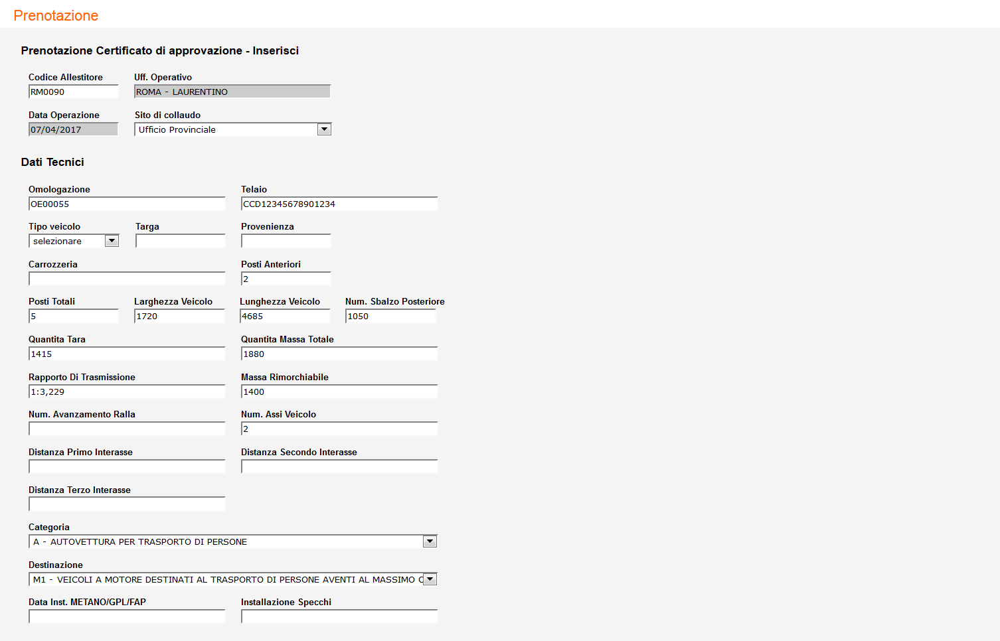 Prenotazione
Prenotazione Certificato di approvazione - Inserisci
Codice Allestitore Uff. Operativo
RM0090 ROMA - LAURENTINO
Data Operazione Sito di collaudo
07/04/2017 Ufficio Provinciale
Dati Tecnici
Omologazione Telaio
OE00055 CCD12345678901234
Tipo veicolo Targa Provenienza
selezionare
Carrozzeria Posti Anteriori
2
Posti Totali Larghezza Veicolo Lunghezza Veicolo Num. Sbalzo Posteriore
5 1720 4685 1050
Quantita Tara Quantita Massa Totale
1415 1880
Rapporto Di Trasmissione Massa Rimorchiabile
1:3,229 1400
Num. Avanzamento Ralla Num. Assi Veicolo
2
Distanza Primo Interasse Distanza Secondo Interasse
Distanza Terzo Interasse
Categoria
A - AUTOVETTURA PER TRASPORTO DI PERSONE
Destinazione
M1 - VEICOLI A MOTORE DESTINATI AL TRASPORTO DI PERSONE AVENTI AL MASSIMO
Data Inst. METANO/GPL/FAP Installazione Specchi